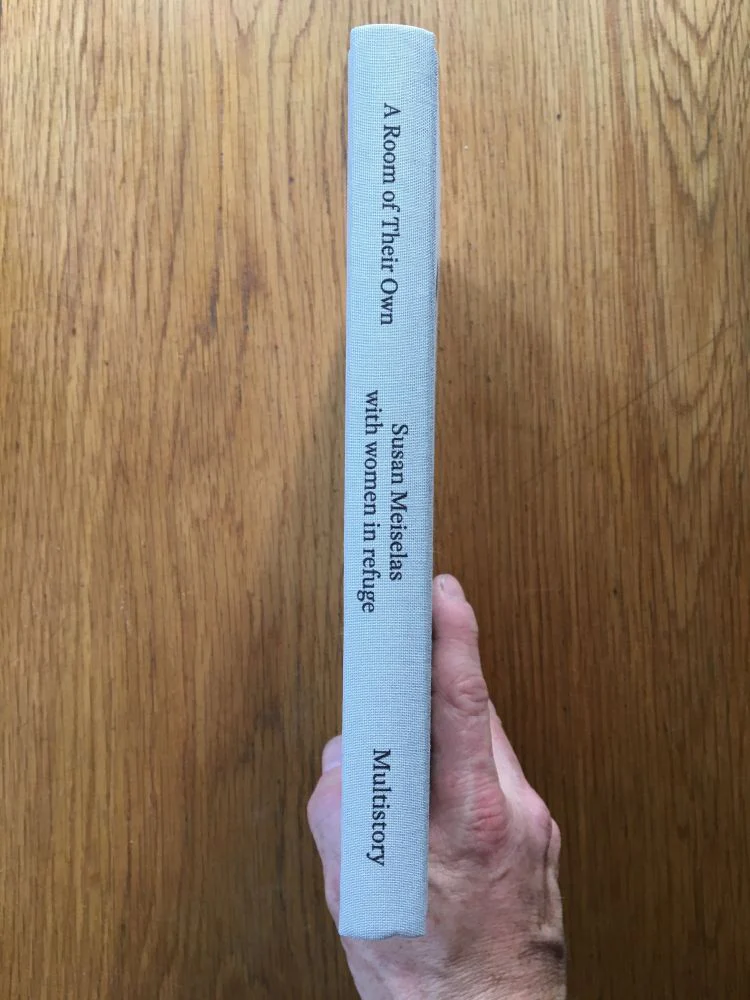 A Room of Their Own
Susan Meiselas
with women in refuge
Multistory